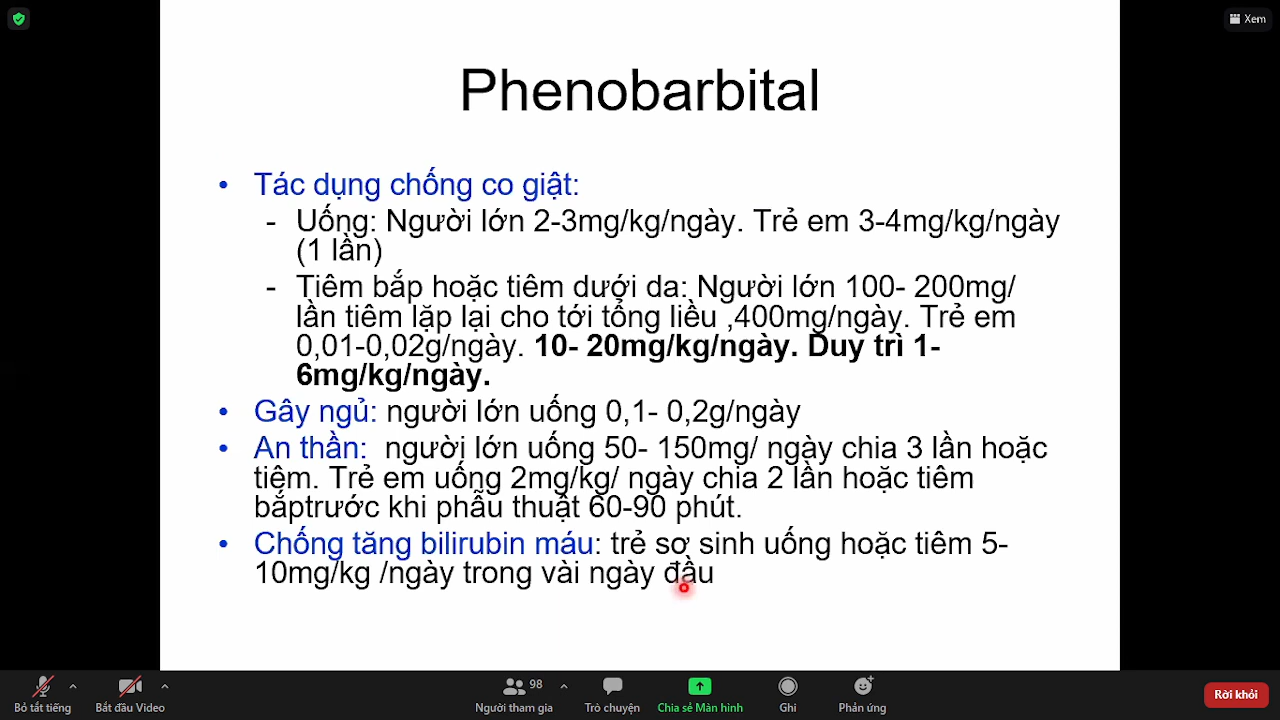 Xem
Phenobarbital
• Tác dụng chống co giật:
- Uống: Người lớn 2-3mg/kg/ngày. Trẻ em 3-4mg/kg/ngày
(1 lần)
- Tiêm bắp hoặc tiêm dưới da: Người lớn 100- 200mg/
lần tiêm lặp lại cho tới tổng liều ,400mg/ngày. Trẻ em
0,01-0,02g/ngày. 10- 20mg/kg/ngày. Duy trì 1-
6mg/kg/ngày.
• Gây ngủ: người lớn uống 0,1- 0,2g/ngày
• An thần: người lớn uống 50- 150mg/ ngày chia 3 lần hoặc
tiêm. Trẻ em uống 2mg/kg/ ngày chia 2 lần hoặc tiêm
bắptrước khi phẫu thuật 60-90 phút.
• Chống tăng bilirubin máu: trẻ sơ sinh uống hoặc tiêm 5-
10mg/kg /ngày trong vài ngày đầu
98
Bỏ tắt tiếng Bắt đầu Video Người tham gia Trò chuyện Chia sẻ Màn hình Ghi Phản ứng Rời khỏi